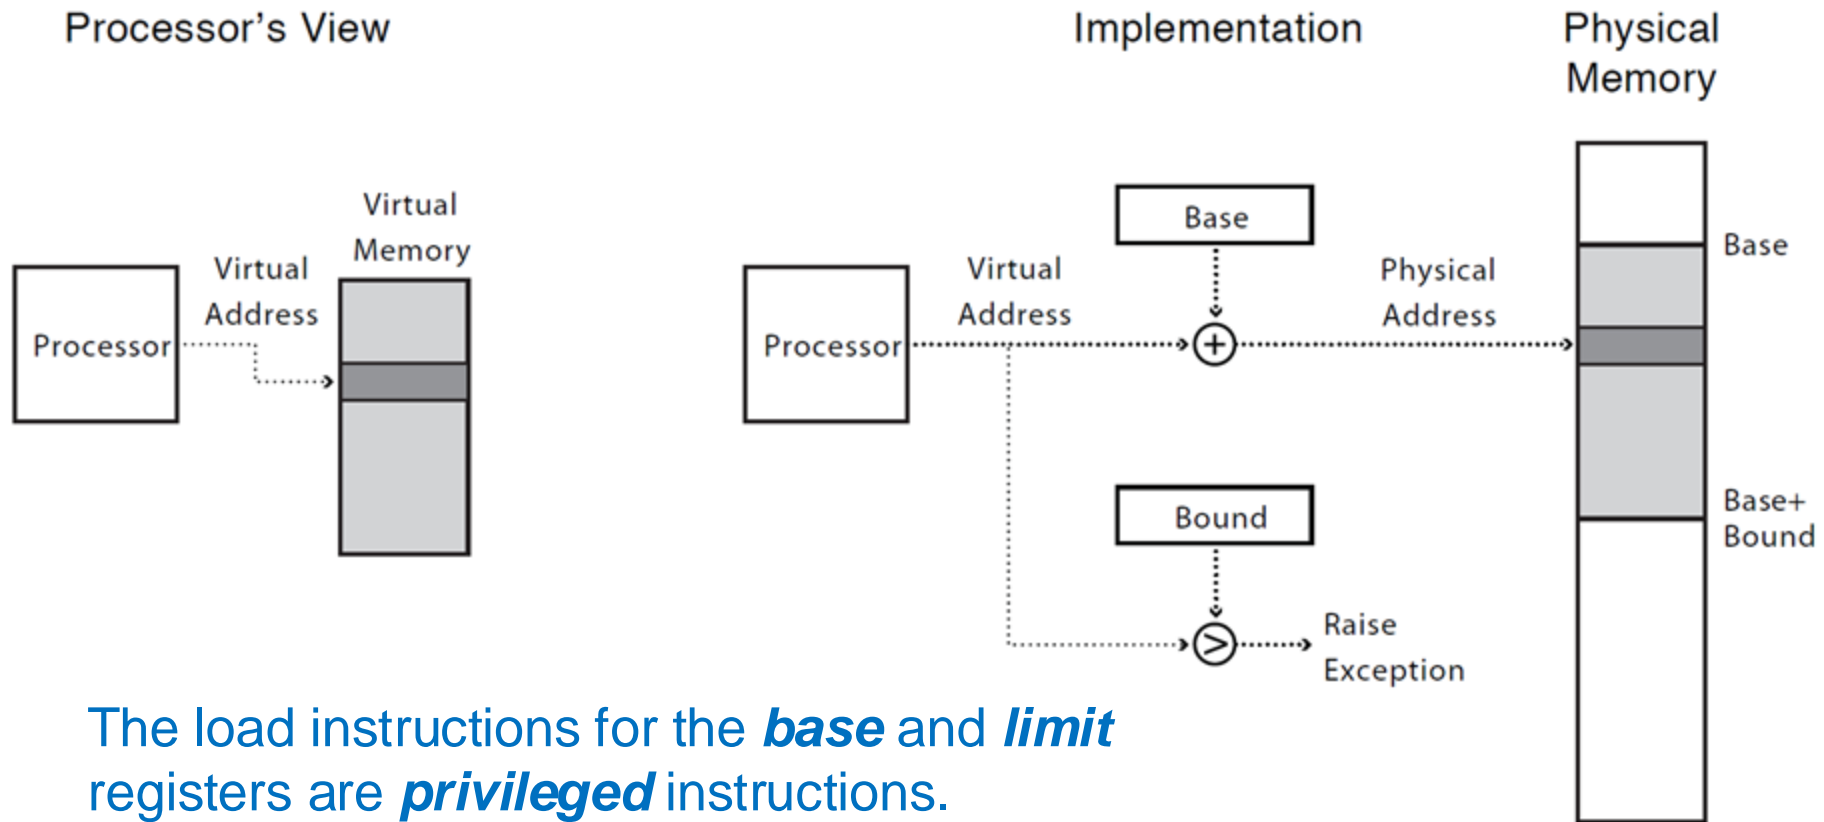 Processor's View
Implementation
Physical
Memory
Virtual
Memory
Virtual
Address
Processor
Processor
Virtual
Address
Base
Physical
Address
Base
Bound
Base+
Bound
+
>
Raise
Exception
The load instructions for the base and limit
registers are privileged instructions.